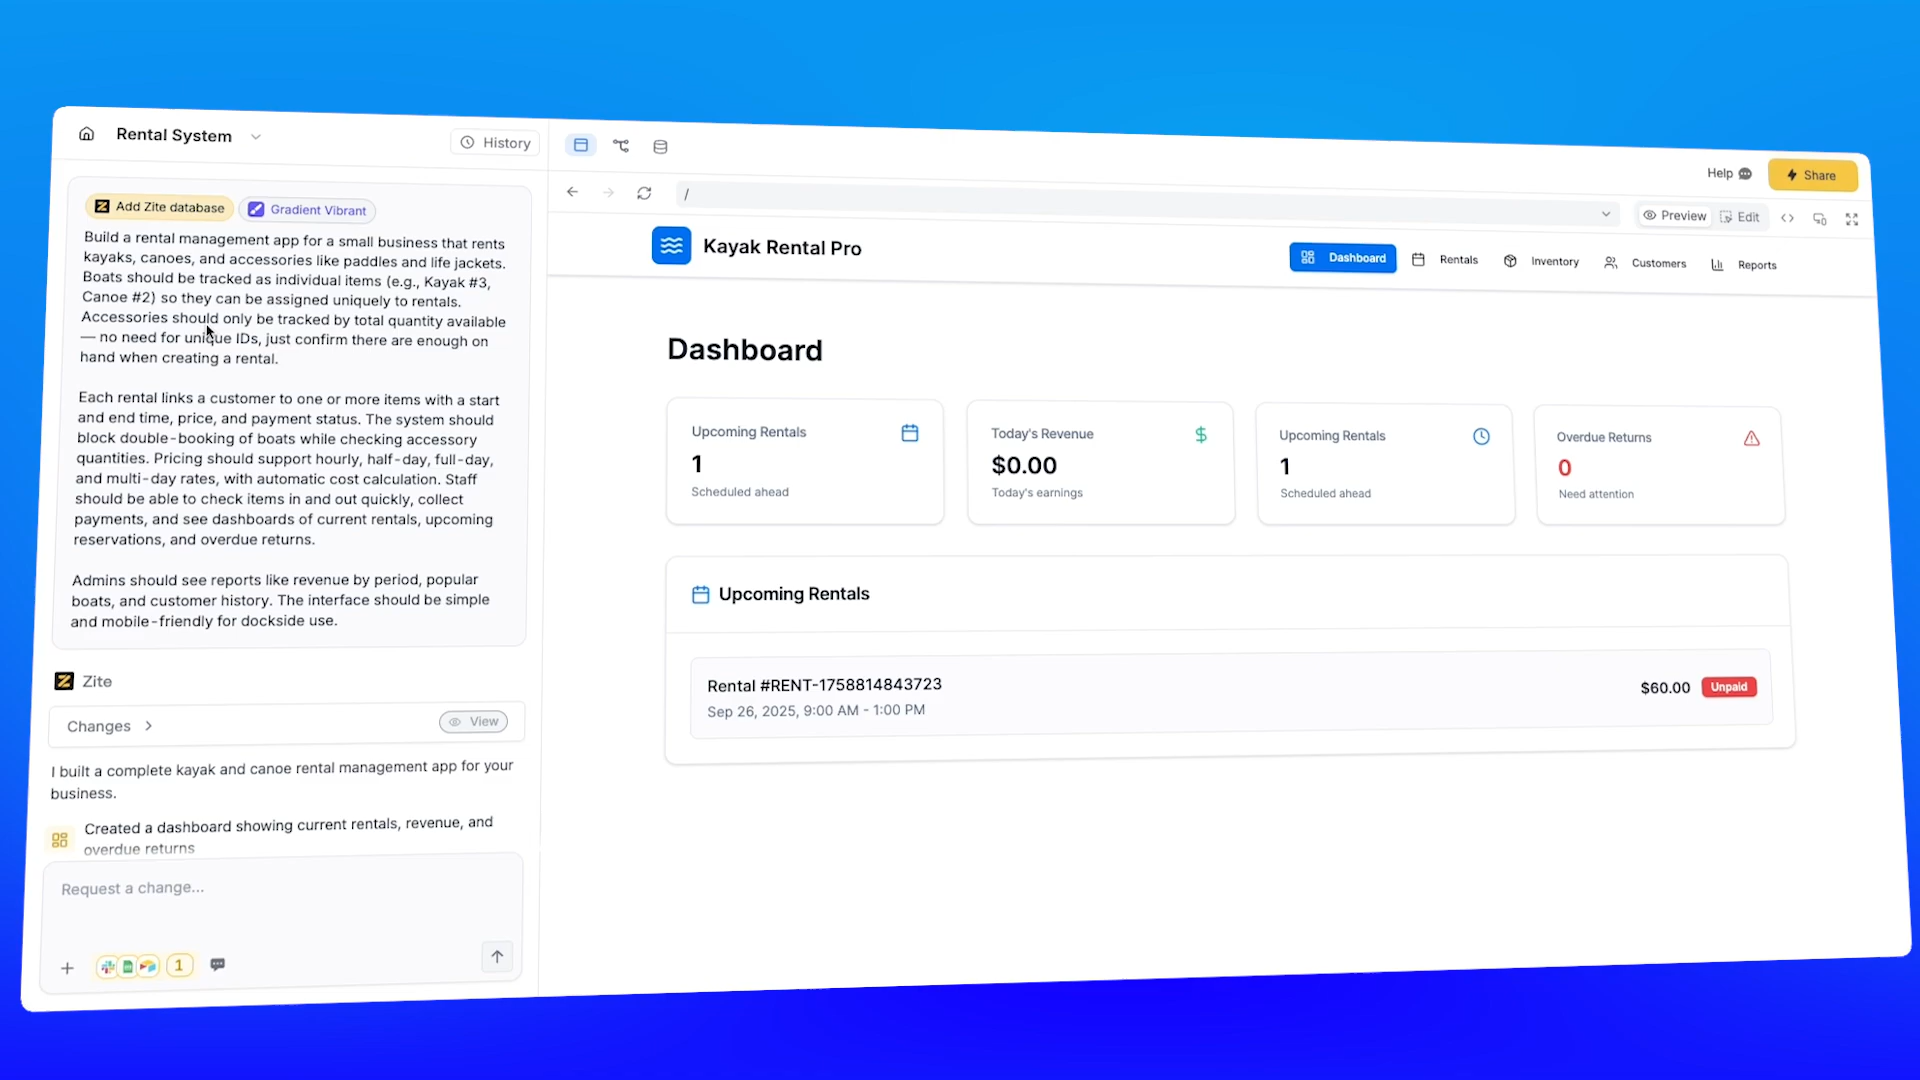 Rental System
History
Add Zite database
Gradient Vibrant
Build a rental management app for a small business that rents
kayaks, canoes, and accessories like paddles and life jackets.
Boats should be tracked as individual items (e.g., Kayak #3,
Canoe #2) so they can be assigned uniquely to rentals.
Accessories should only be tracked by total quantity available
— no need for unique IDs, just confirm there are enough on
hand when creating a rental.
Each rental links a customer to one or more items with a start
and end time, price, and payment status. The system should
block double-booking of boats while checking accessory
quantities. Pricing should support hourly, half-day, full-day,
and multi-day rates, with automatic cost calculation. Staff
should be able to check items in and out quickly, collect
payments, and see dashboards of current rentals, upcoming
reservations, and overdue returns.
Admins should see reports like revenue by period, popular
boats, and customer history. The interface should be simple
and mobile-friendly for dockside use.
Zite
Changes
View
I built a complete kayak and canoe rental management app for your
business.
Created a dashboard showing current rentals, revenue, and
overdue returns
Request a change...
1
Help
Share
/
Preview
Edit
Kayak Rental Pro
Dashboard
Rentals
Inventory
Customers
Reports
Dashboard
Upcoming Rentals
1
Scheduled ahead
Today's Revenue
$0.00
Today's earnings
Upcoming Rentals
1
Scheduled ahead
Overdue Returns
0
Need attention
Upcoming Rentals
Rental #RENT-1758814843723
Sep 26, 2025, 9:00 AM - 1:00 PM
$60.00
Unpaid